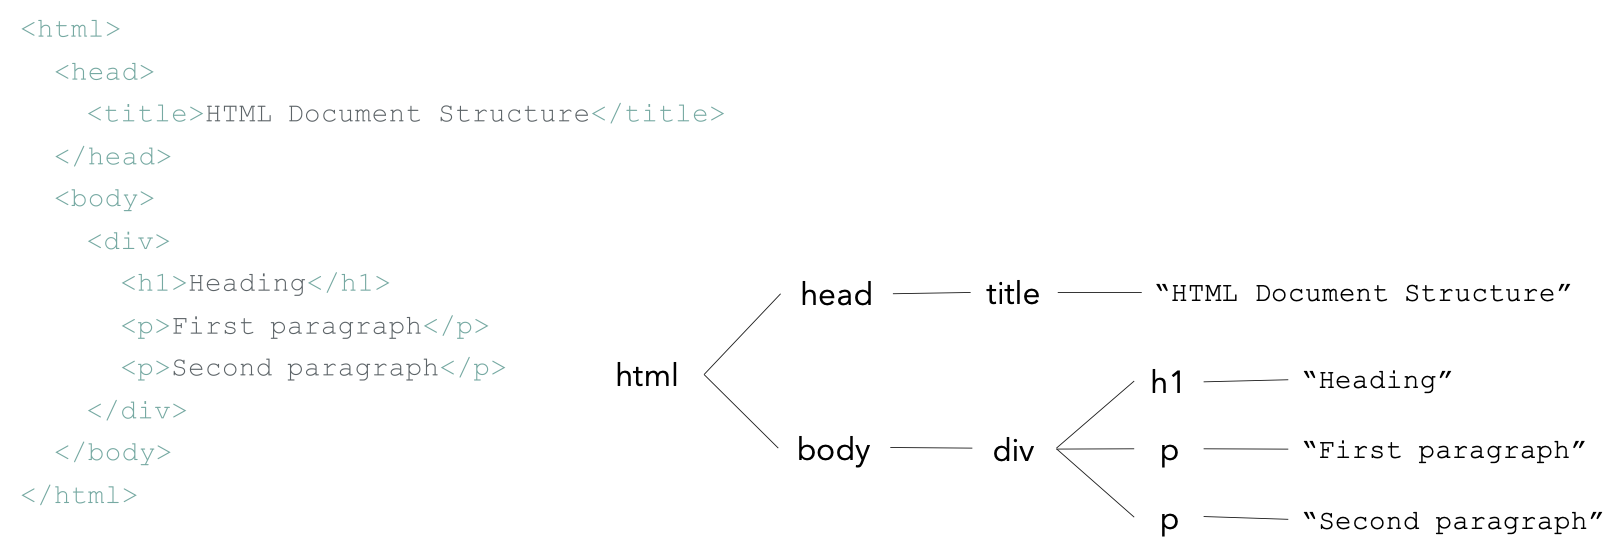 <html>
<head>
<title>HTML Document Structure</title>
</head>
<body>
<div>
<h1>Heading</h1>
<p>First paragraph</p>
<p>Second paragraph</p>
</div>
</body>
</html>
head title “HTML Document Structure”
html
h1 “Heading”
body div p “First paragraph”
p “Second paragraph”